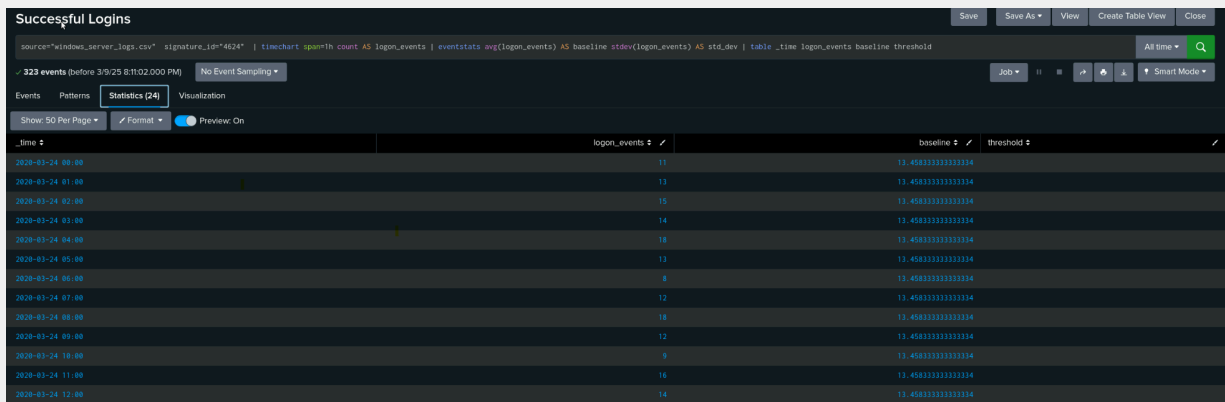 Successful Logins Save Save As View Create Table View Close
source="windows_server_logs.csv" signature_id="4624" | timechart span=1h count AS logon_events | eventstats avg(logon_events) AS baseline stdev(logon_events) AS std_dev | table _time logon_events baseline threshold All time
✓ 323 events (before 3/9/25 8:11:02.000 PM) No Event Sampling Job Smart Mode
Events Patterns Statistics (24) Visualization
Show: 50 Per Page Format Preview: On
_time logon_events baseline threshold
2020-03-24 00:00 11 13.458333333333334
2020-03-24 01:00 13 13.458333333333334
2020-03-24 02:00 15 13.458333333333334
2020-03-24 03:00 14 13.458333333333334
2020-03-24 04:00 18 13.458333333333334
2020-03-24 05:00 13 13.458333333333334
2020-03-24 06:00 8 13.458333333333334
2020-03-24 07:00 12 13.458333333333334
2020-03-24 08:00 18 13.458333333333334
2020-03-24 09:00 12 13.458333333333334
2020-03-24 10:00 9 13.458333333333334
2020-03-24 11:00 16 13.458333333333334
2020-03-24 12:00 14 13.458333333333334